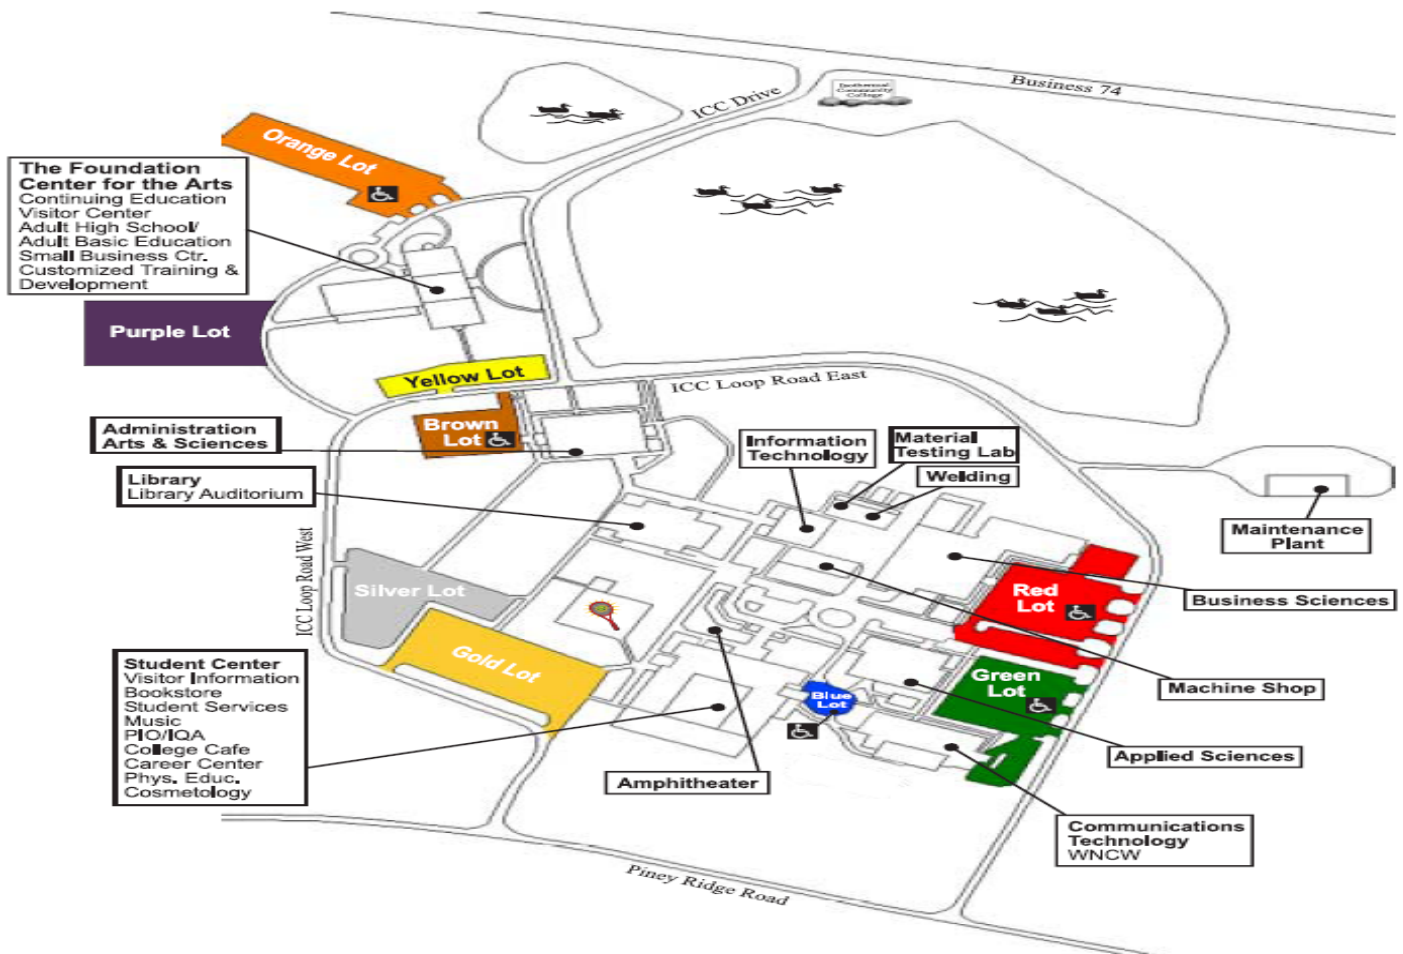 Business 74
ICC Drive
Isothermal
Community
College
Orange Lot
The Foundation
Center for the Arts
Continuing Education
Visitor Center
Adult High School/
Adult Basic Education
Small Business Ctr.
Customized Training &
Development
Purple Lot
Yellow Lot
ICC Loop Road East
Brown
Lot
Administration
Arts & Sciences
Information
Technology
Material
Testing Lab
Welding
Library
Library Auditorium
Maintenance
Plant
ICC Loop Road West
Silver Lot
Red
Lot
Business Sciences
Gold Lot
Student Center
Visitor Information
Bookstore
Student Services
Music
PIO/IQA
College Cafe
Career Center
Phys. Educ.
Cosmetology
Green
Lot
Machine Shop
Blue
Lot
Applied Sciences
Amphitheater
Communications
Technology
WNCW
Piney Ridge Road